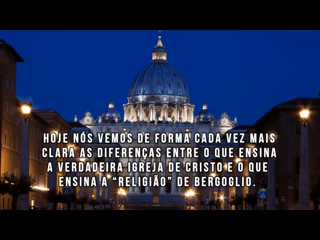 HOJE NÓS VEMOS DE FORMA CADA VEZ MAIS
CLARA AS DIFERENÇAS ENTRE O QUE ENSINA
A VERDADEIRA IGREJA DE CRISTO E O QUE
ENSINA A “RELIGIÃO” DE BERGOGLIO.